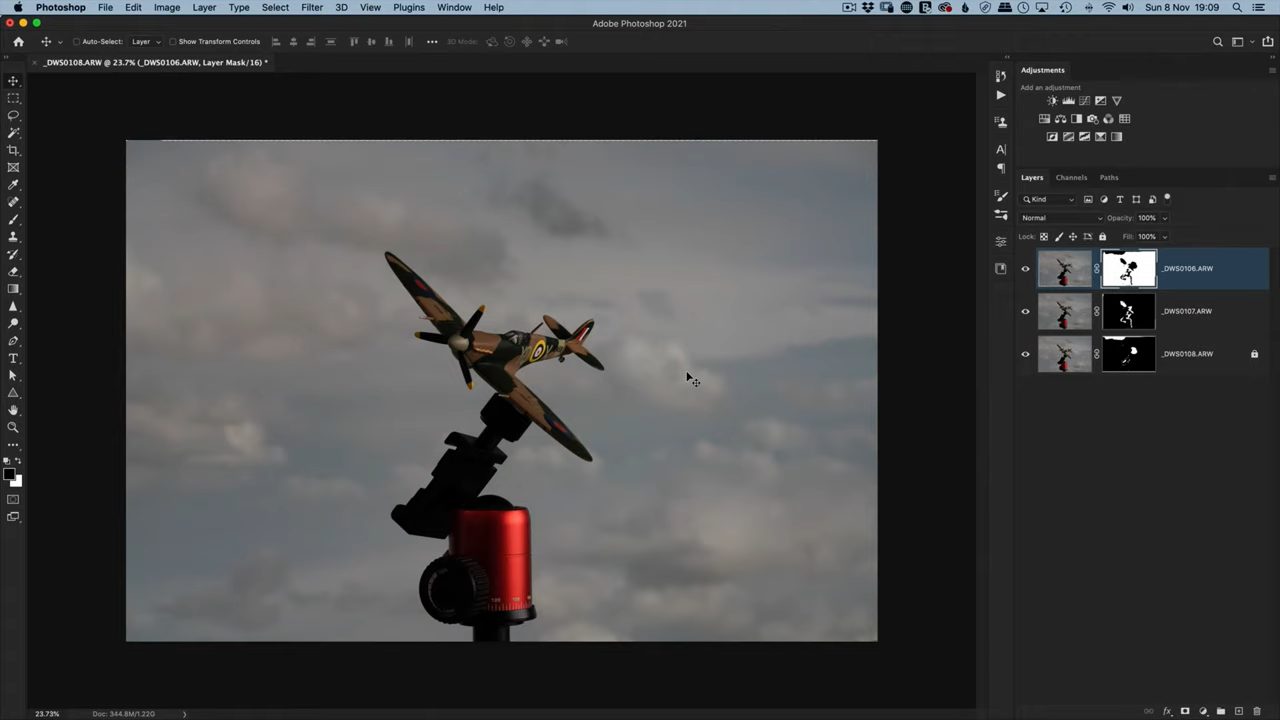 Photoshop File Edit Image Layer Type Select Filter 3D View Plugins Window Help Sun 8 Nov 19:09
Adobe Photoshop 2021
Auto-Select: Layer Show Transform Controls 3D Mode:
_DWS0108.ARW @ 23.7% (_DWS0106.ARW, Layer Mask/16) *
Adjustments
Add an adjustment
Layers Channels Paths
Kind
Normal Opacity: 100%
Lock: Fill: 100%
_DWS0106.ARW
_DWS0107.ARW
_DWS0108.ARW
23.73% Doc: 344.8M/1.22G